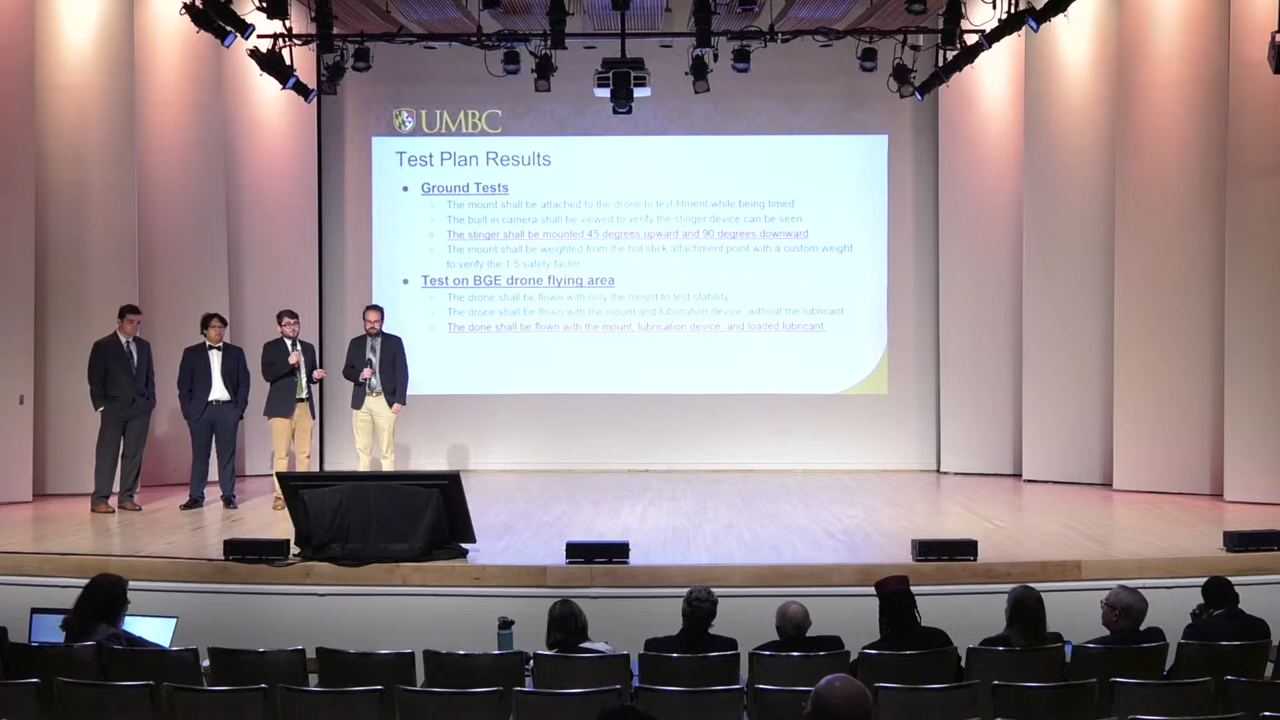 UMBC
Test Plan Results
● Ground Tests
○ The mount shall be attached to the drone to test fitment while being timed
○ The built in camera shall be viewed to verify the stinger device can be seen
○ The stinger shall be mounted 45 degrees upward and 90 degrees downward
○ The mount shall be weighted from the hot stick attachment point with a custom weight
to verify the 1.5 safety factor
● Test on BGE drone flying area
○ The drone shall be flown with only the mount to test stability
○ The drone shall be flown with the mount and lubrication device, without the lubricant
○ The done shall be flown with the mount, lubrication device, and loaded lubricant.